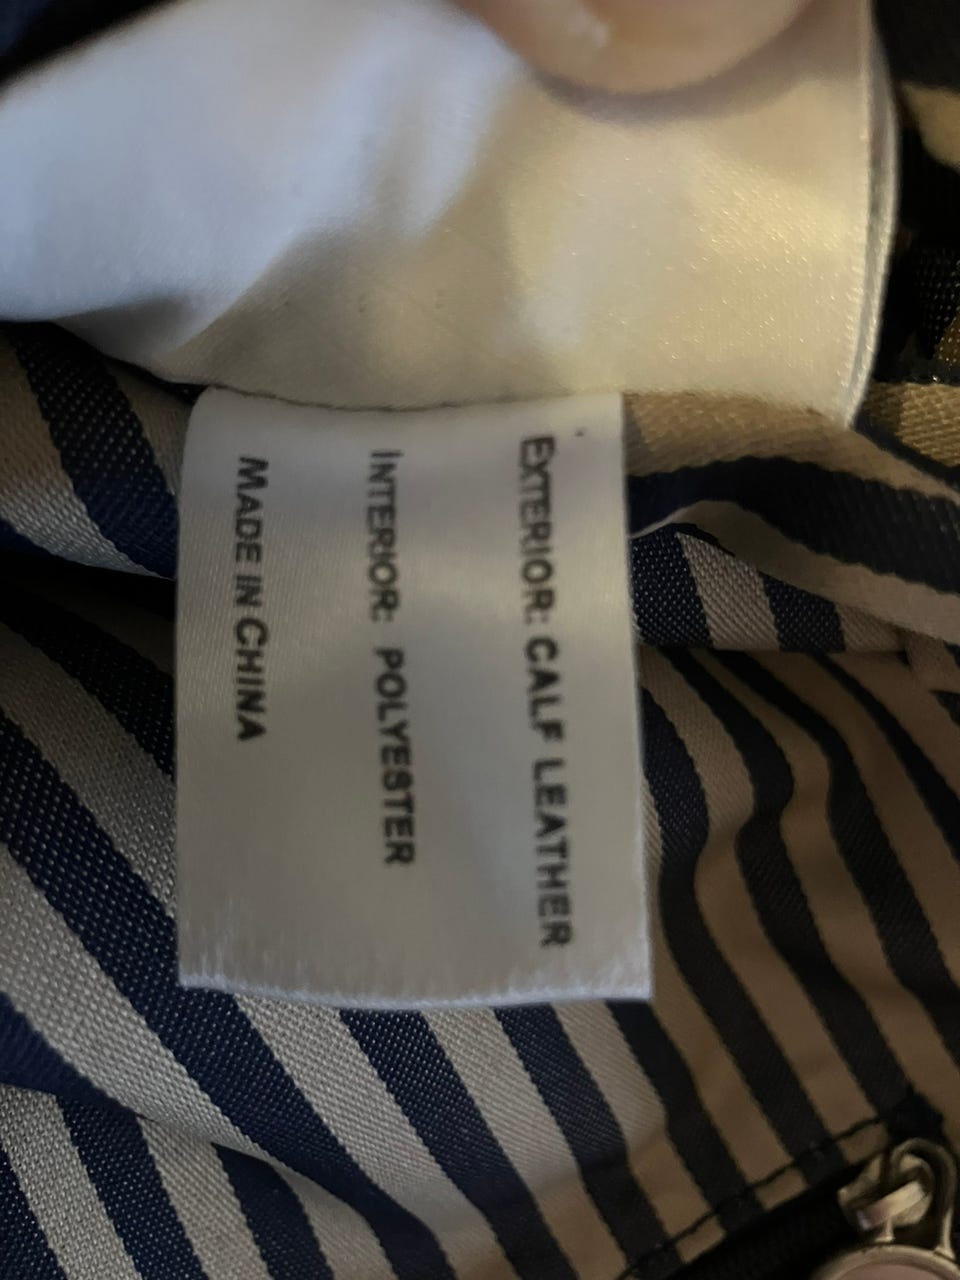 EXTERIOR: CALF LEATHER
INTERIOR: POLYESTER
MADE IN CHINA